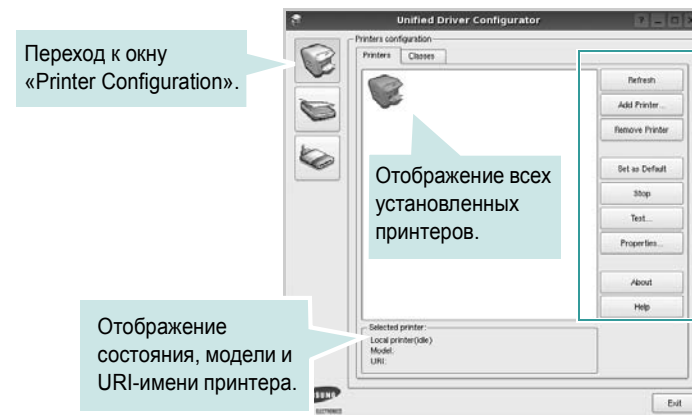 Unified Driver Configurator
Переход к окну
«Printer Configuration».
Printers configuration
Printers
Classes
Refresh
Add Printer...
Remove Printer
Set as Default
Stop
Test...
Properties...
About
Help
Отображение всех
установленных
принтеров.
Selected printer:
Local printer(idle)
Model:
URI:
Отображение
состояния, модели и
URI-имени принтера.
ELECTRONICS
Exit